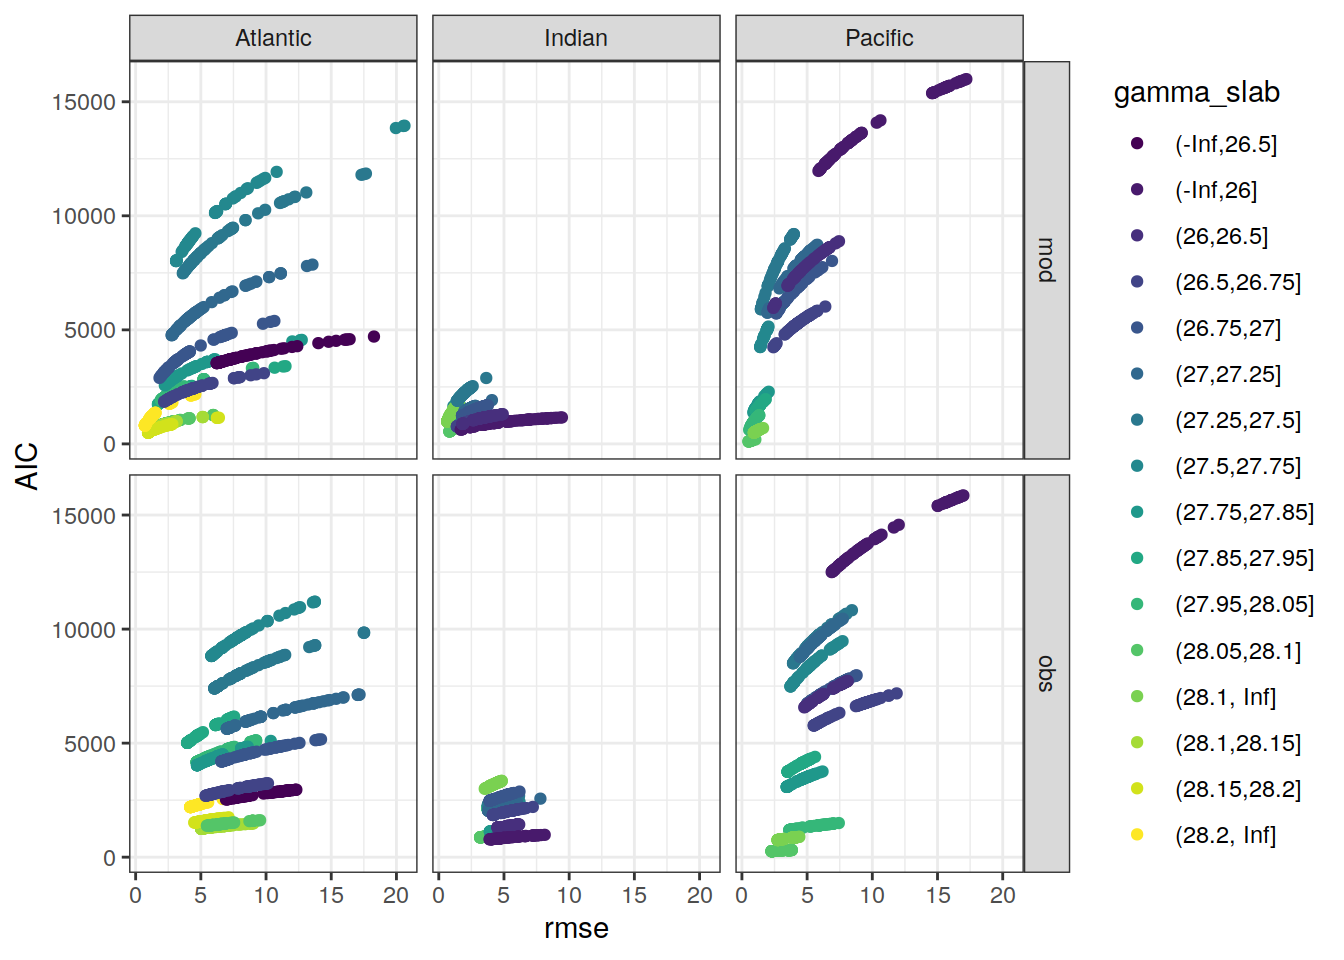 Atlantic Indian Pacific
15000
10000
5000
0
mod
AIC
15000
10000
5000
0
obs
0 5 10 15 20 0 5 10 15 20 0 5 10 15 20
rmse
gamma_slab
(-Inf,26.5]
(-Inf,26]
(26,26.5]
(26.5,26.75]
(26.75,27]
(27,27.25]
(27.25,27.5]
(27.5,27.75]
(27.75,27.85]
(27.85,27.95]
(27.95,28.05]
(28.05,28.1]
(28.1, Inf]
(28.1,28.15]
(28.15,28.2]
(28.2, Inf]